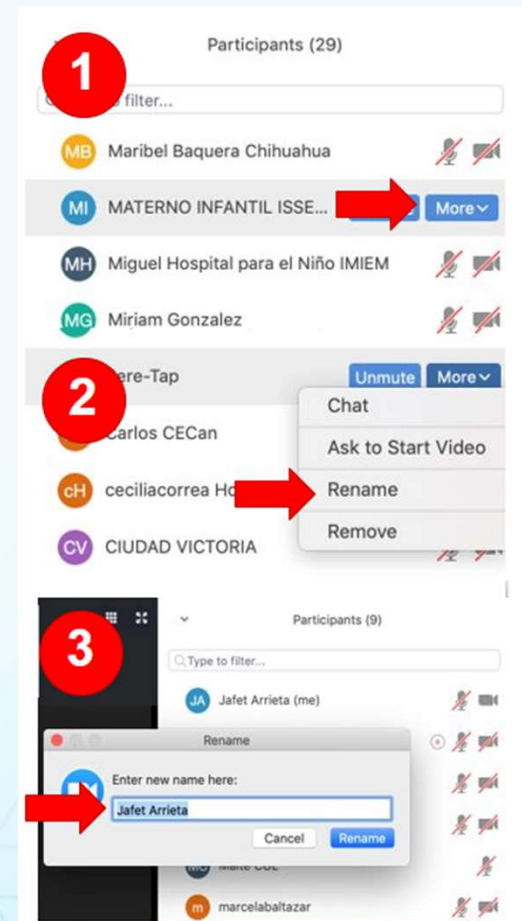 1
Participants (29)
filter...
MB Maribel Baquera Chihuahua
MI MATERNO INFANTIL ISSE... More
MH Miguel Hospital para el Niño IMIEM
MG Miriam Gonzalez
2
ere-Tap Unmute More
Chat
Carlos CECan
Ask to Start Video
cH ceciliacorrea Ho
Rename
CV CIUDAD VICTORIA
Remove
3
Participants (9)
Type to filter...
JA Jafet Arrieta (me)
Rename
Enter new name here:
Jafet Arrieta
Cancel Rename
m marcelabaltazar